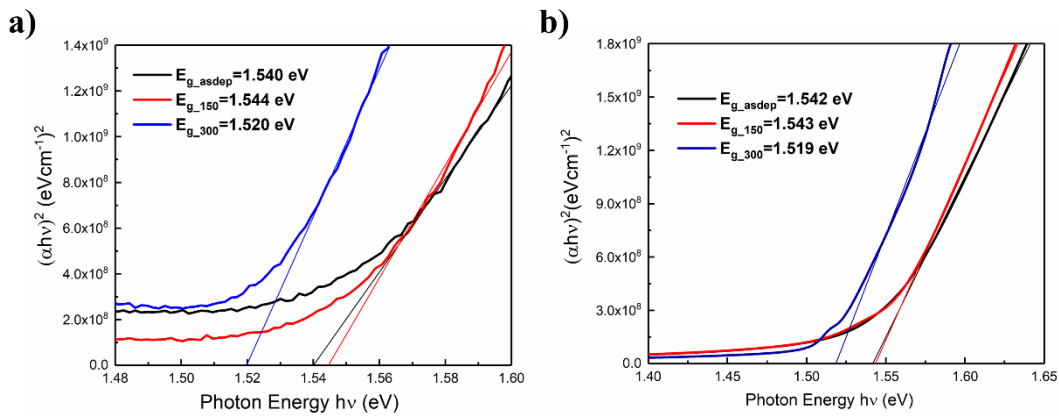 a)
(αhν)² (eVcm⁻¹)²
1.4x10⁹
1.2x10⁹
1.0x10⁹
8.0x10⁸
6.0x10⁸
4.0x10⁸
2.0x10⁸
0.0
E_g_asdep=1.540 eV
E_g_150=1.544 eV
E_g_300=1.520 eV
1.48 1.50 1.52 1.54 1.56 1.58 1.60
Photon Energy hν (eV)
b)
(αhν)²(eVcm⁻¹)²
1.8x10⁹
1.5x10⁹
1.2x10⁹
9.0x10⁸
6.0x10⁸
3.0x10⁸
0.0
E_g_asdep=1.542 eV
E_g_150=1.543 eV
E_g_300=1.519 eV
1.40 1.45 1.50 1.55 1.60 1.65
Photon Energy hν (eV)